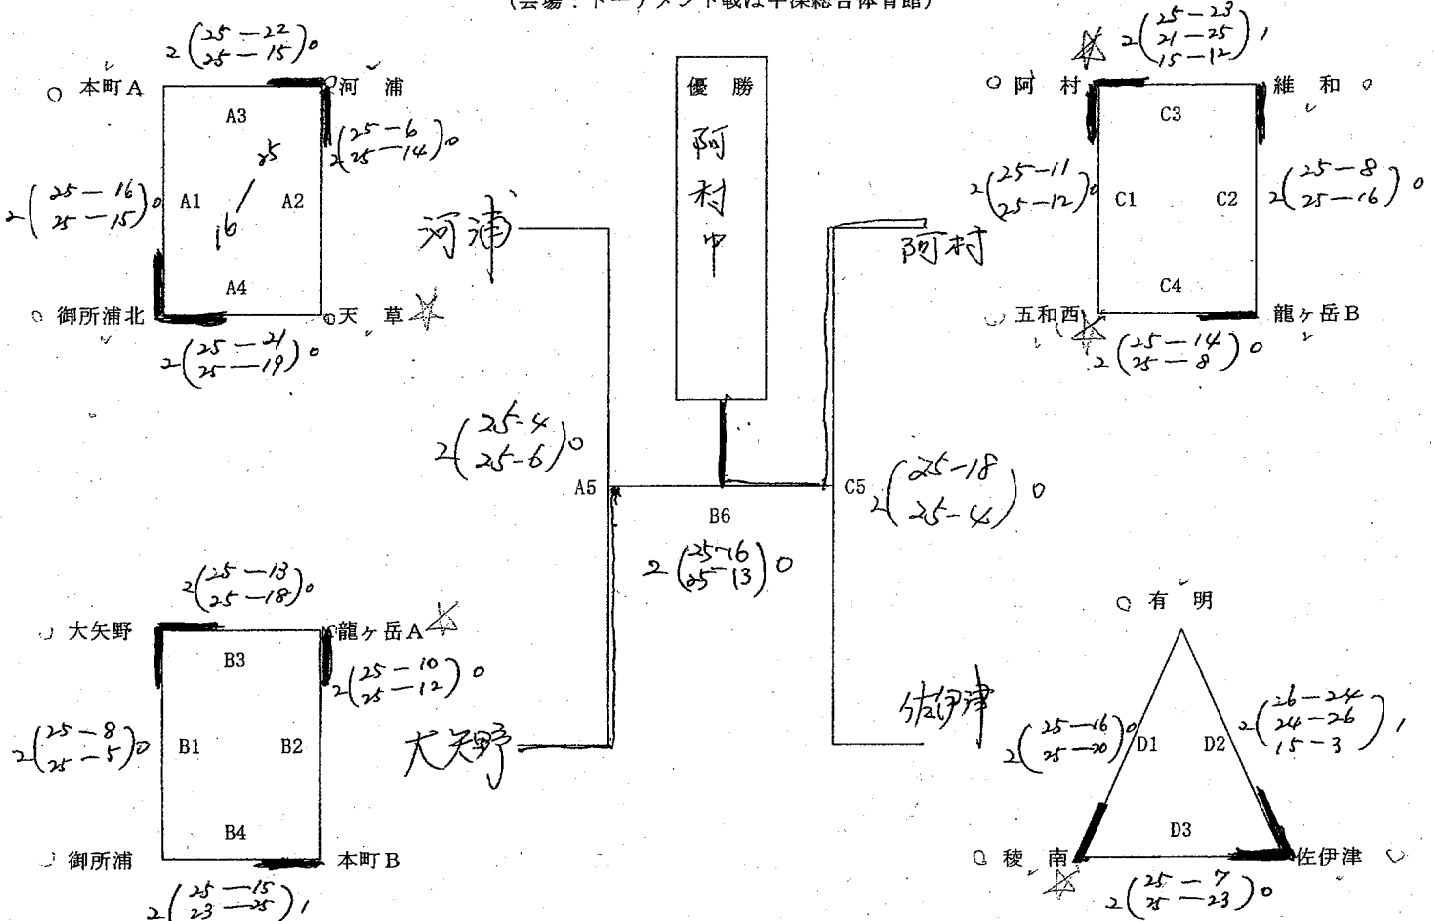 (会場：トーナメント戦は牛深総合体育館)
2(25－22 25－15)0
本町A
河 浦
A3
2(25－6 25－14)0
25
16
2(25－16 25－15)0
A1
A2
A4
御所浦北
天 草
2(25－21 25－19)0
河浦
優 勝
阿村中
2(25－23 21－25 15－12)1
阿 村
維 和
C3
2(25－11 25－12)0
C1
C2
2(25－8 25－16)0
阿村
C4
五和西
龍ヶ岳B
2(25－14 25－8)0
2(25-4 25-6)0
A5
B6
2(25-16 25-13)0
C5
2(25-18 25-4)0
2(25－13 25－18)0
大矢野
龍ヶ岳A
B3
2(25－10 25－12)0
2(25－8 25－5)0
B1
B2
大矢野
B4
御所浦
本町B
2(25－15 23－25)1
佐伊津
有 明
2(25－16 25－20)0
D1
D2
2(26－24 24－26 15－3)1
D3
稜 南
佐伊津
2(25－7 25－23)0